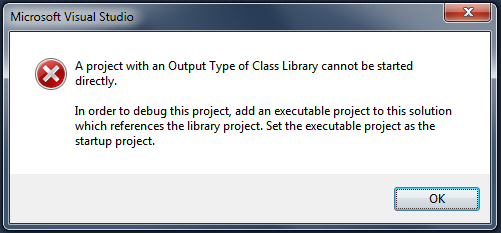 Microsoft Visual Studio
A project with an Output Type of Class Library cannot be started
directly.
In order to debug this project, add an executable project to this solution
which references the library project. Set the executable project as the
startup project.
OK